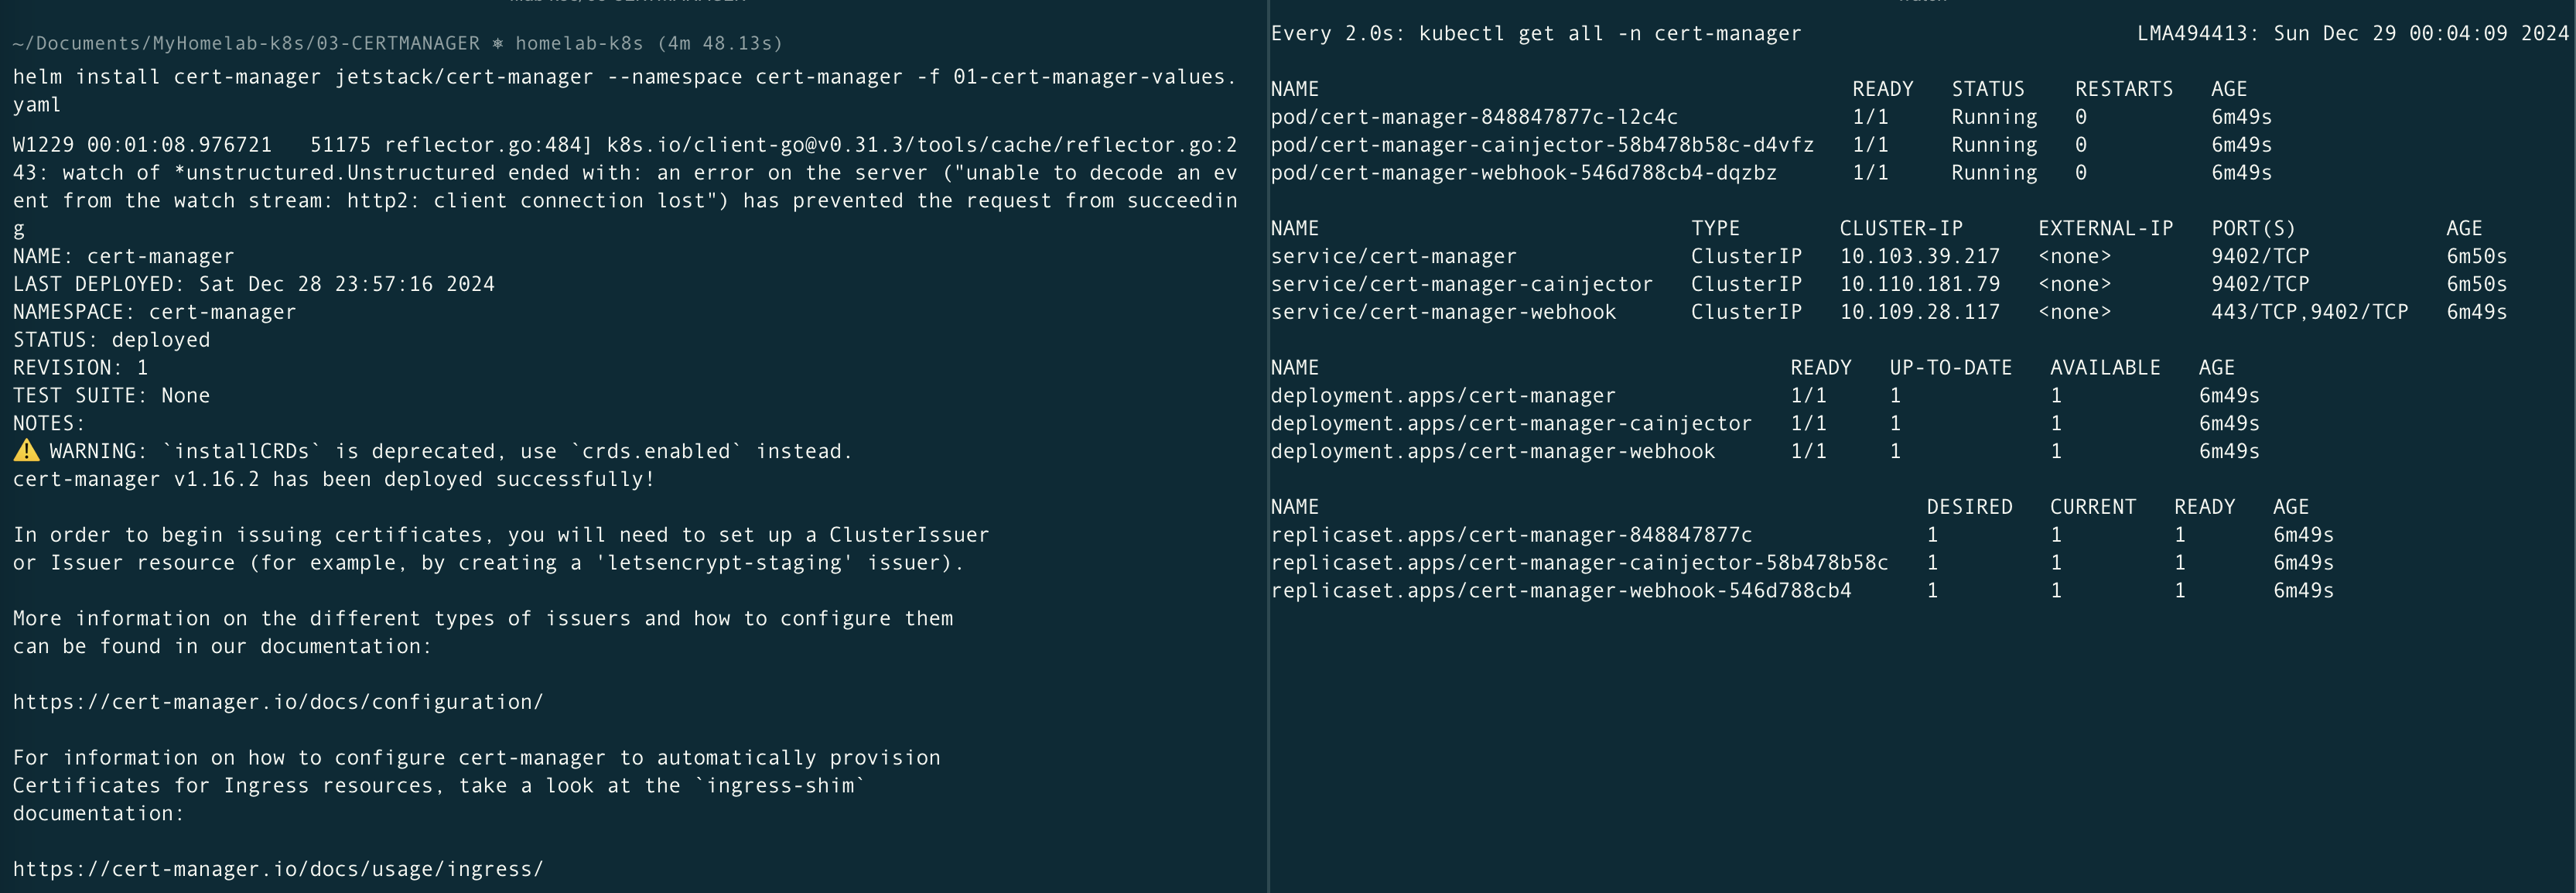 ~/Documents/MyHomelab-k8s/03-CERTMANAGER ⎈ homelab-k8s (4m 48.13s)
helm install cert-manager jetstack/cert-manager --namespace cert-manager -f 01-cert-manager-values.
yaml
W1229 00:01:08.976721   51175 reflector.go:484] k8s.io/client-go@v0.31.3/tools/cache/reflector.go:2
43: watch of *unstructured.Unstructured ended with: an error on the server ("unable to decode an ev
ent from the watch stream: http2: client connection lost") has prevented the request from succeedin
g
NAME: cert-manager
LAST DEPLOYED: Sat Dec 28 23:57:16 2024
NAMESPACE: cert-manager
STATUS: deployed
REVISION: 1
TEST SUITE: None
NOTES:
⚠️ WARNING: `installCRDs` is deprecated, use `crds.enabled` instead.
cert-manager v1.16.2 has been deployed successfully!
In order to begin issuing certificates, you will need to set up a ClusterIssuer
or Issuer resource (for example, by creating a 'letsencrypt-staging' issuer).
More information on the different types of issuers and how to configure them
can be found in our documentation:
https://cert-manager.io/docs/configuration/
For information on how to configure cert-manager to automatically provision
Certificates for Ingress resources, take a look at the `ingress-shim`
documentation:
https://cert-manager.io/docs/usage/ingress/
Every 2.0s: kubectl get all -n cert-manager   LMA494413: Sun Dec 29 00:04:09 2024
NAME   READY   STATUS   RESTARTS   AGE
pod/cert-manager-848847877c-l2c4c   1/1   Running   0   6m49s
pod/cert-manager-cainjector-58b478b58c-d4vfz   1/1   Running   0   6m49s
pod/cert-manager-webhook-546d788cb4-dqzbz   1/1   Running   0   6m49s
NAME   TYPE   CLUSTER-IP   EXTERNAL-IP   PORT(S)   AGE
service/cert-manager   ClusterIP   10.103.39.217   <none>   9402/TCP   6m50s
service/cert-manager-cainjector   ClusterIP   10.110.181.79   <none>   9402/TCP   6m50s
service/cert-manager-webhook   ClusterIP   10.109.28.117   <none>   443/TCP,9402/TCP   6m49s
NAME   READY   UP-TO-DATE   AVAILABLE   AGE
deployment.apps/cert-manager   1/1   1   1   6m49s
deployment.apps/cert-manager-cainjector   1/1   1   1   6m49s
deployment.apps/cert-manager-webhook   1/1   1   1   6m49s
NAME   DESIRED   CURRENT   READY   AGE
replicaset.apps/cert-manager-848847877c   1   1   1   6m49s
replicaset.apps/cert-manager-cainjector-58b478b58c   1   1   1   6m49s
replicaset.apps/cert-manager-webhook-546d788cb4   1   1   1   6m49s